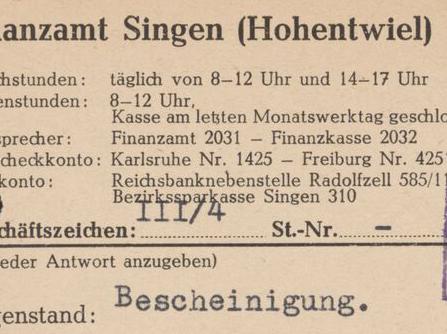 anzamt Singen (Hohentwiel)
chstunden: täglich von 8–12 Uhr und 14–17 Uhr
enstunden: 8–12 Uhr,
Kasse am letzten Monatswerktag geschlo
sprecher: Finanzamt 2031 – Finanzkasse 2032
checkkonto: Karlsruhe Nr. 1425 – Freiburg Nr. 425
konto: Reichsbanknebenstelle Radolfzell 585/11
Bezirkssparkasse Singen 310
III/4
chäftszeichen: St.-Nr. –
eder Antwort anzugeben)
genstand: Bescheinigung.